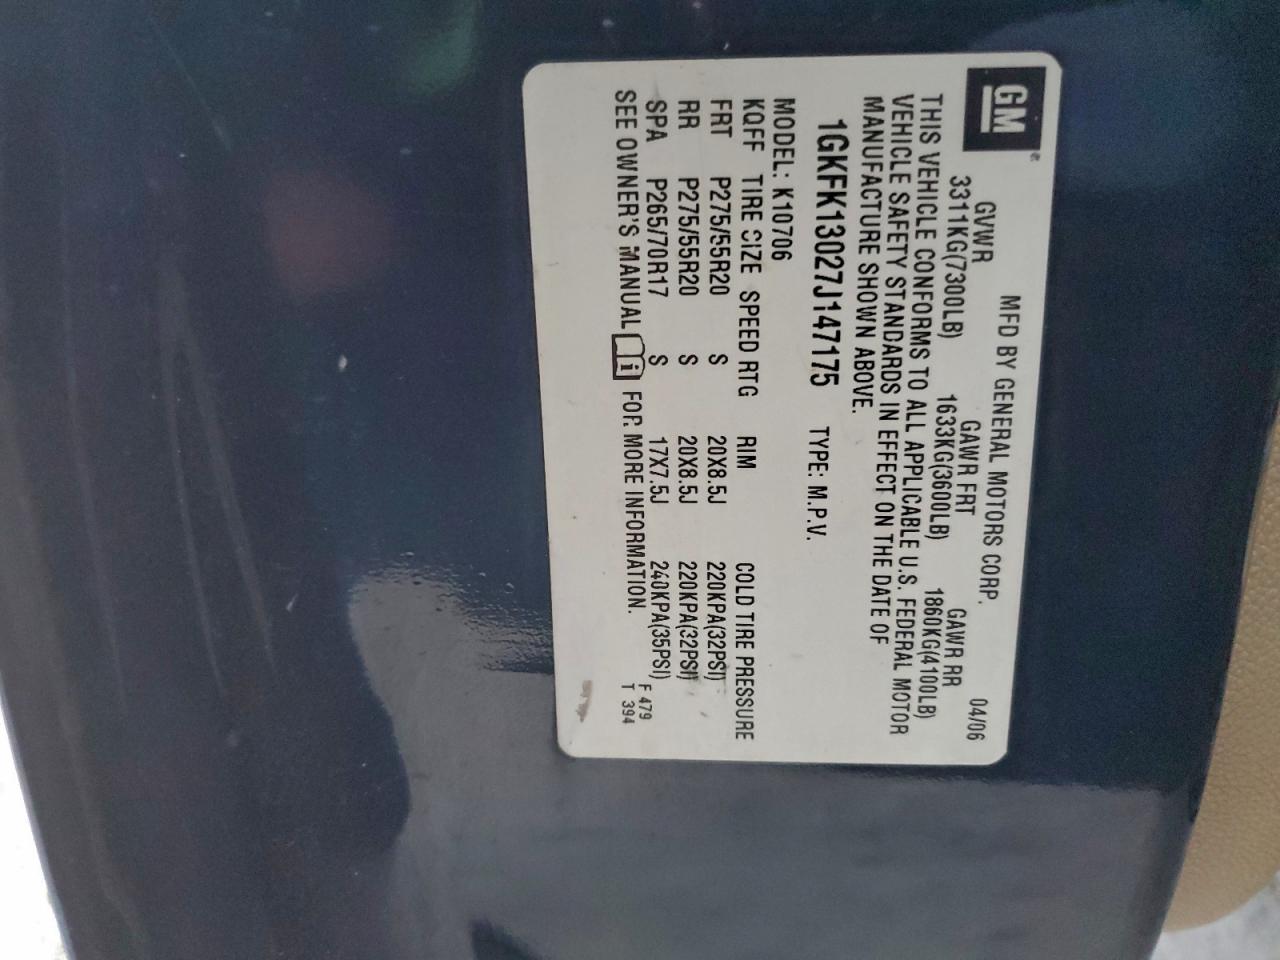 GM
MFD BY GENERAL MOTORS CORP. 04/06
GVWR GAWR FRT GAWR RR
3311KG(7300LB) 1633KG(3600LB) 1860KG(4100LB)
THIS VEHICLE CONFORMS TO ALL APPLICABLE U.S. FEDERAL MOTOR
VEHICLE SAFETY STANDARDS IN EFFECT ON THE DATE OF
MANUFACTURE SHOWN ABOVE.
1GKFK13027J147175 TYPE: M.P.V.
MODEL: K10706
KQFF TIRE SIZE SPEED RTG RIM COLD TIRE PRESSURE
FRT P275/55R20 S 20X8.5J 220KPA(32PSI)
RR P275/55R20 S 20X8.5J 220KPA(32PSI)
SPA P265/70R17 S 17X7.5J 240KPA(35PSI)
SEE OWNER'S MANUAL i FOR MORE INFORMATION.
F 479
T 394